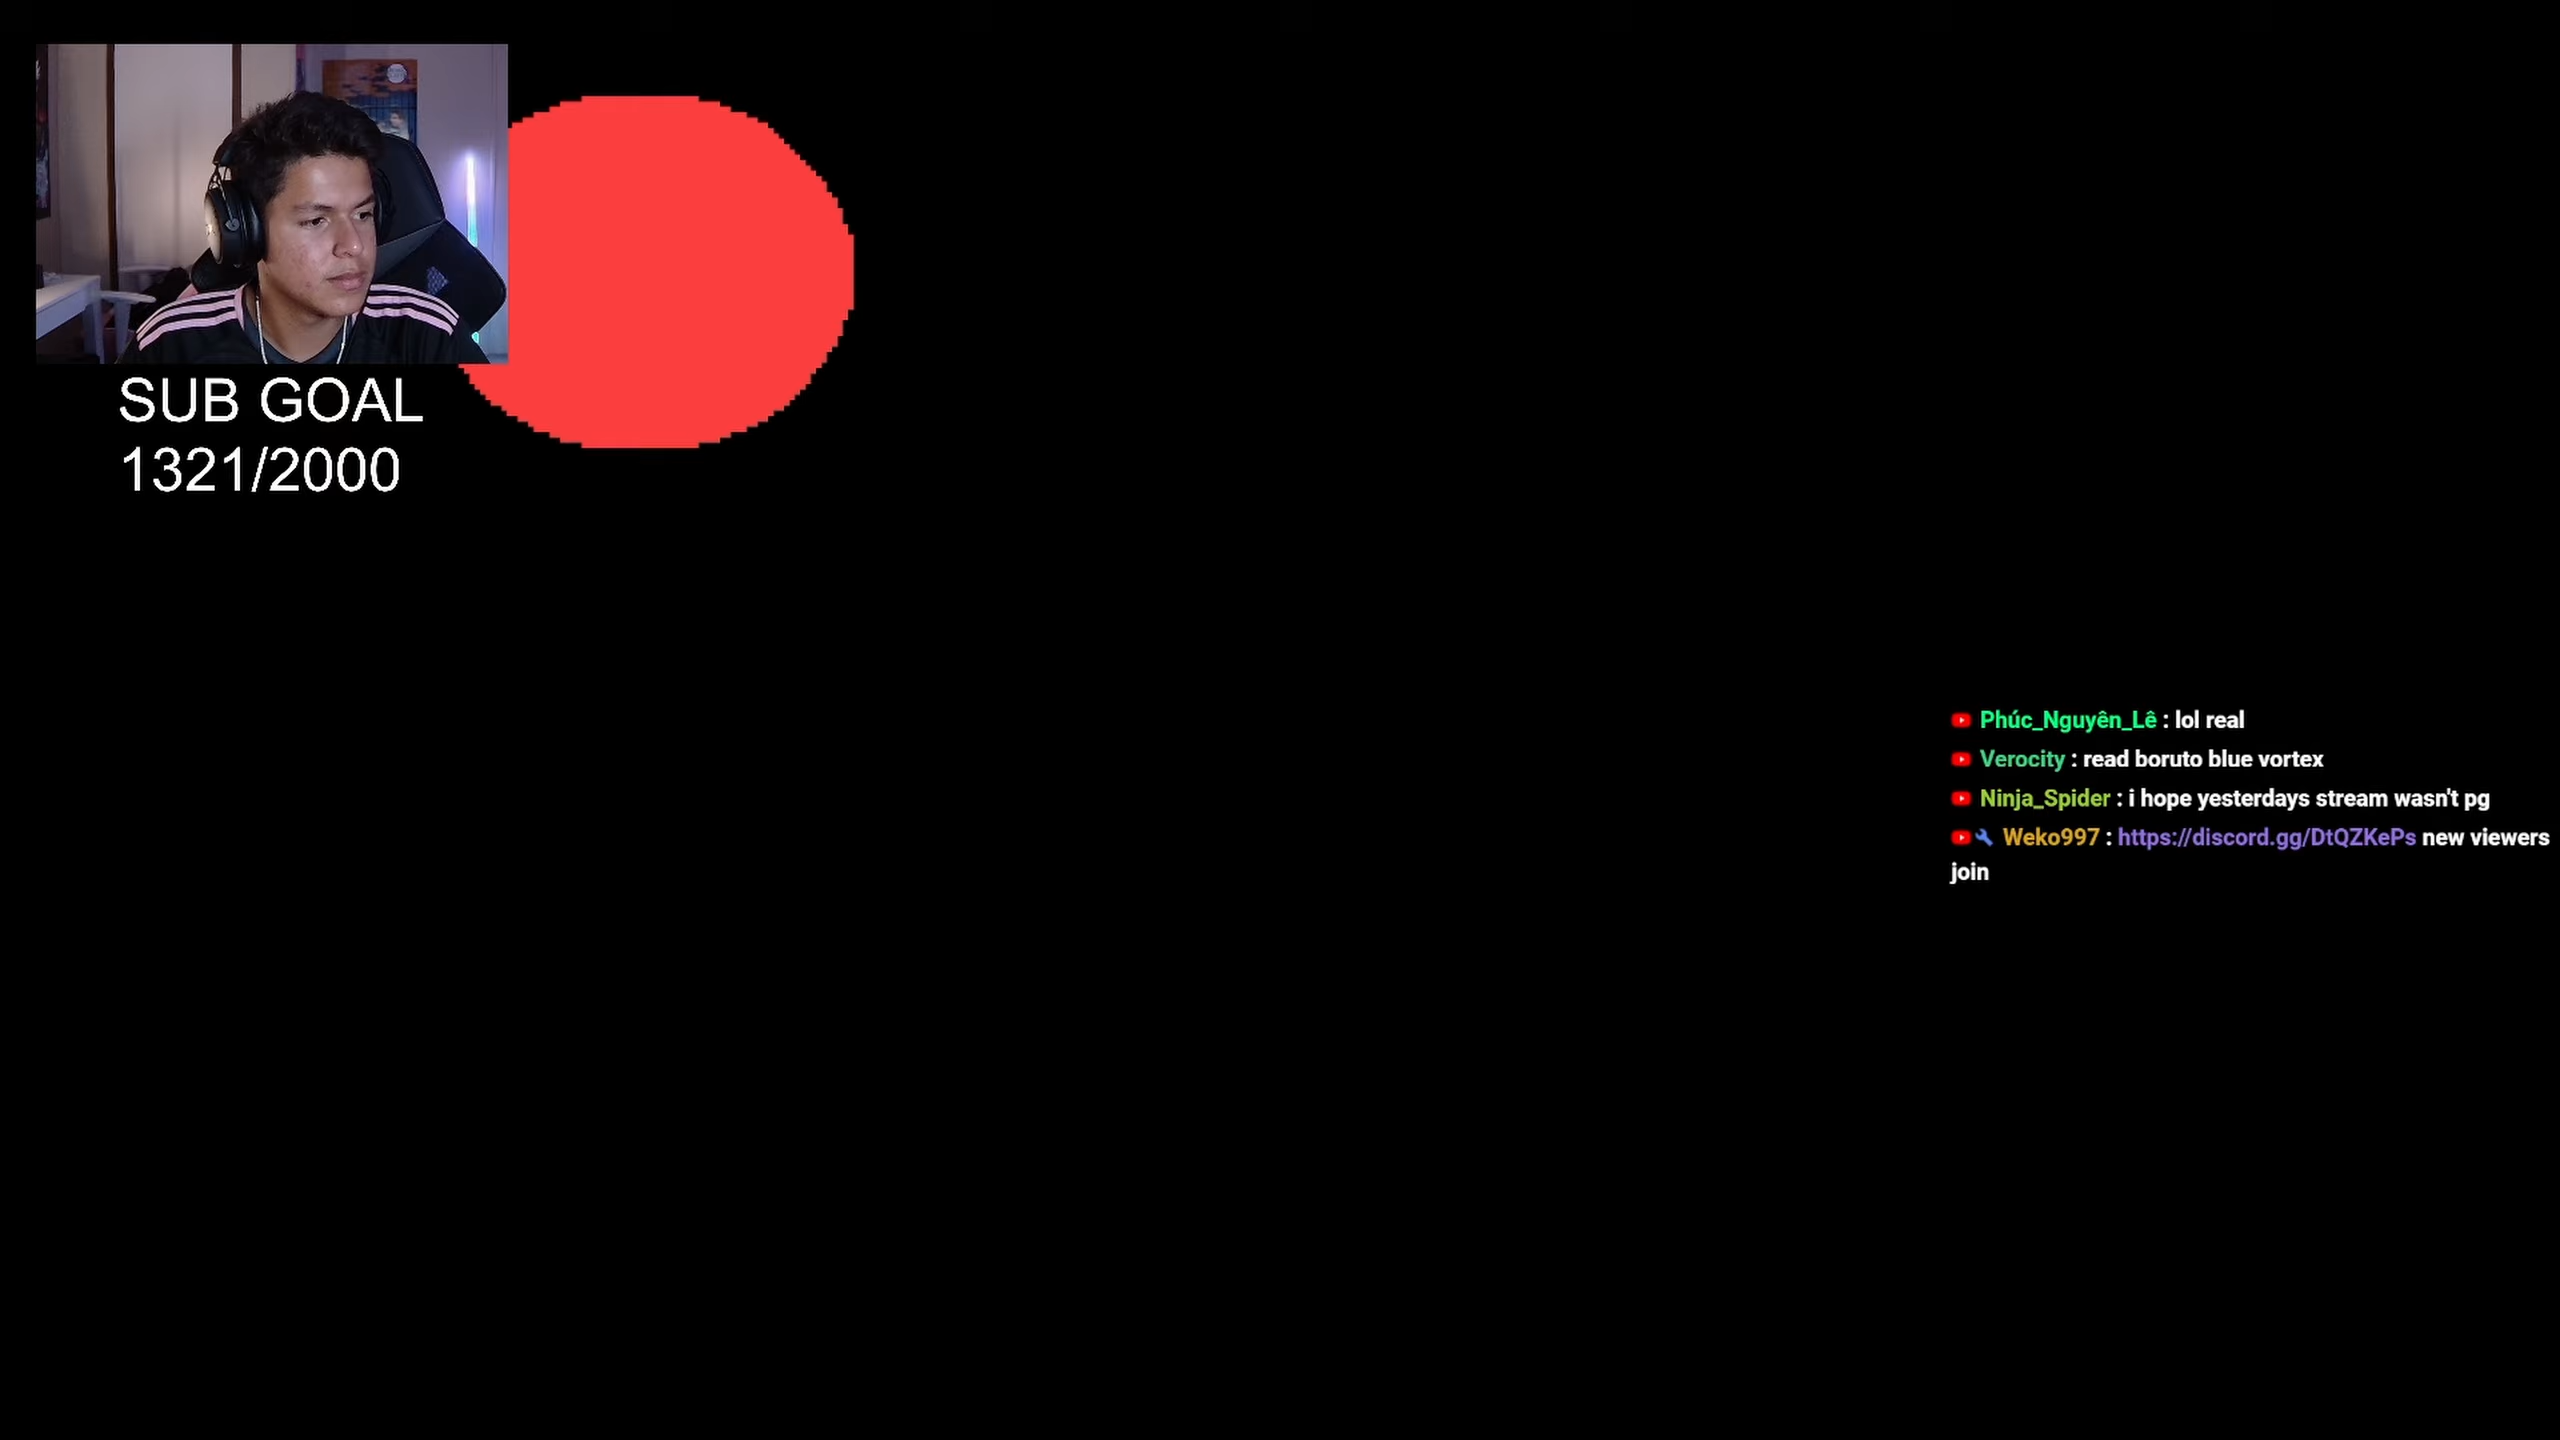 SUB GOAL
1321/2000
Phúc_Nguyên_Lê : lol real
Verocity : read boruto blue vortex
Ninja_Spider : i hope yesterdays stream wasn't pg
Weko997 : https://discord.gg/DtQZKePs new viewers
join